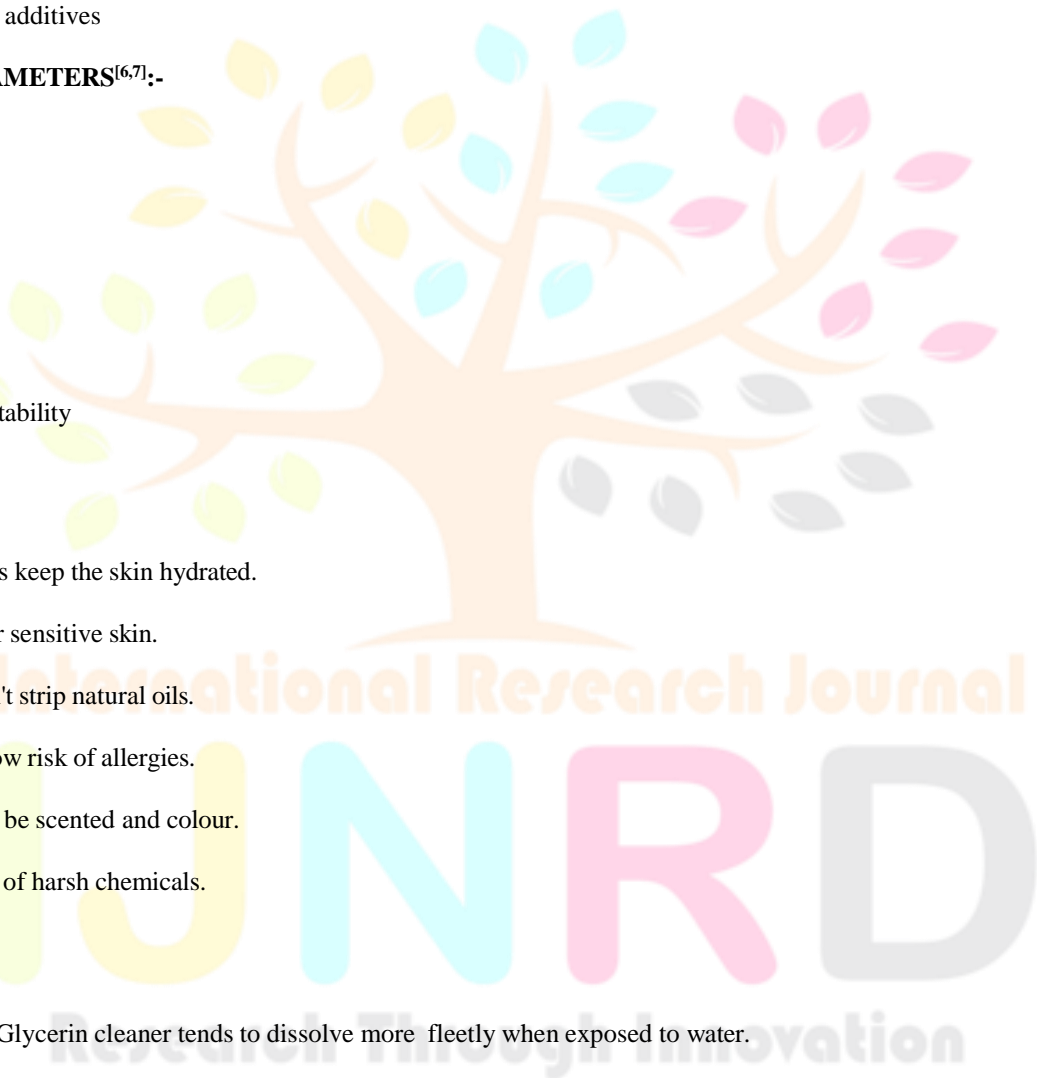 additives
AMETERS[6,7]:-
tability
s keep the skin hydrated.
r sensitive skin.
't strip natural oils.
ow risk of allergies.
be scented and colour.
of harsh chemicals.
International Research Journal
IJNRD
Glycerin cleaner tends to dissolve more fleetly when exposed to water.
Research Through Innovation